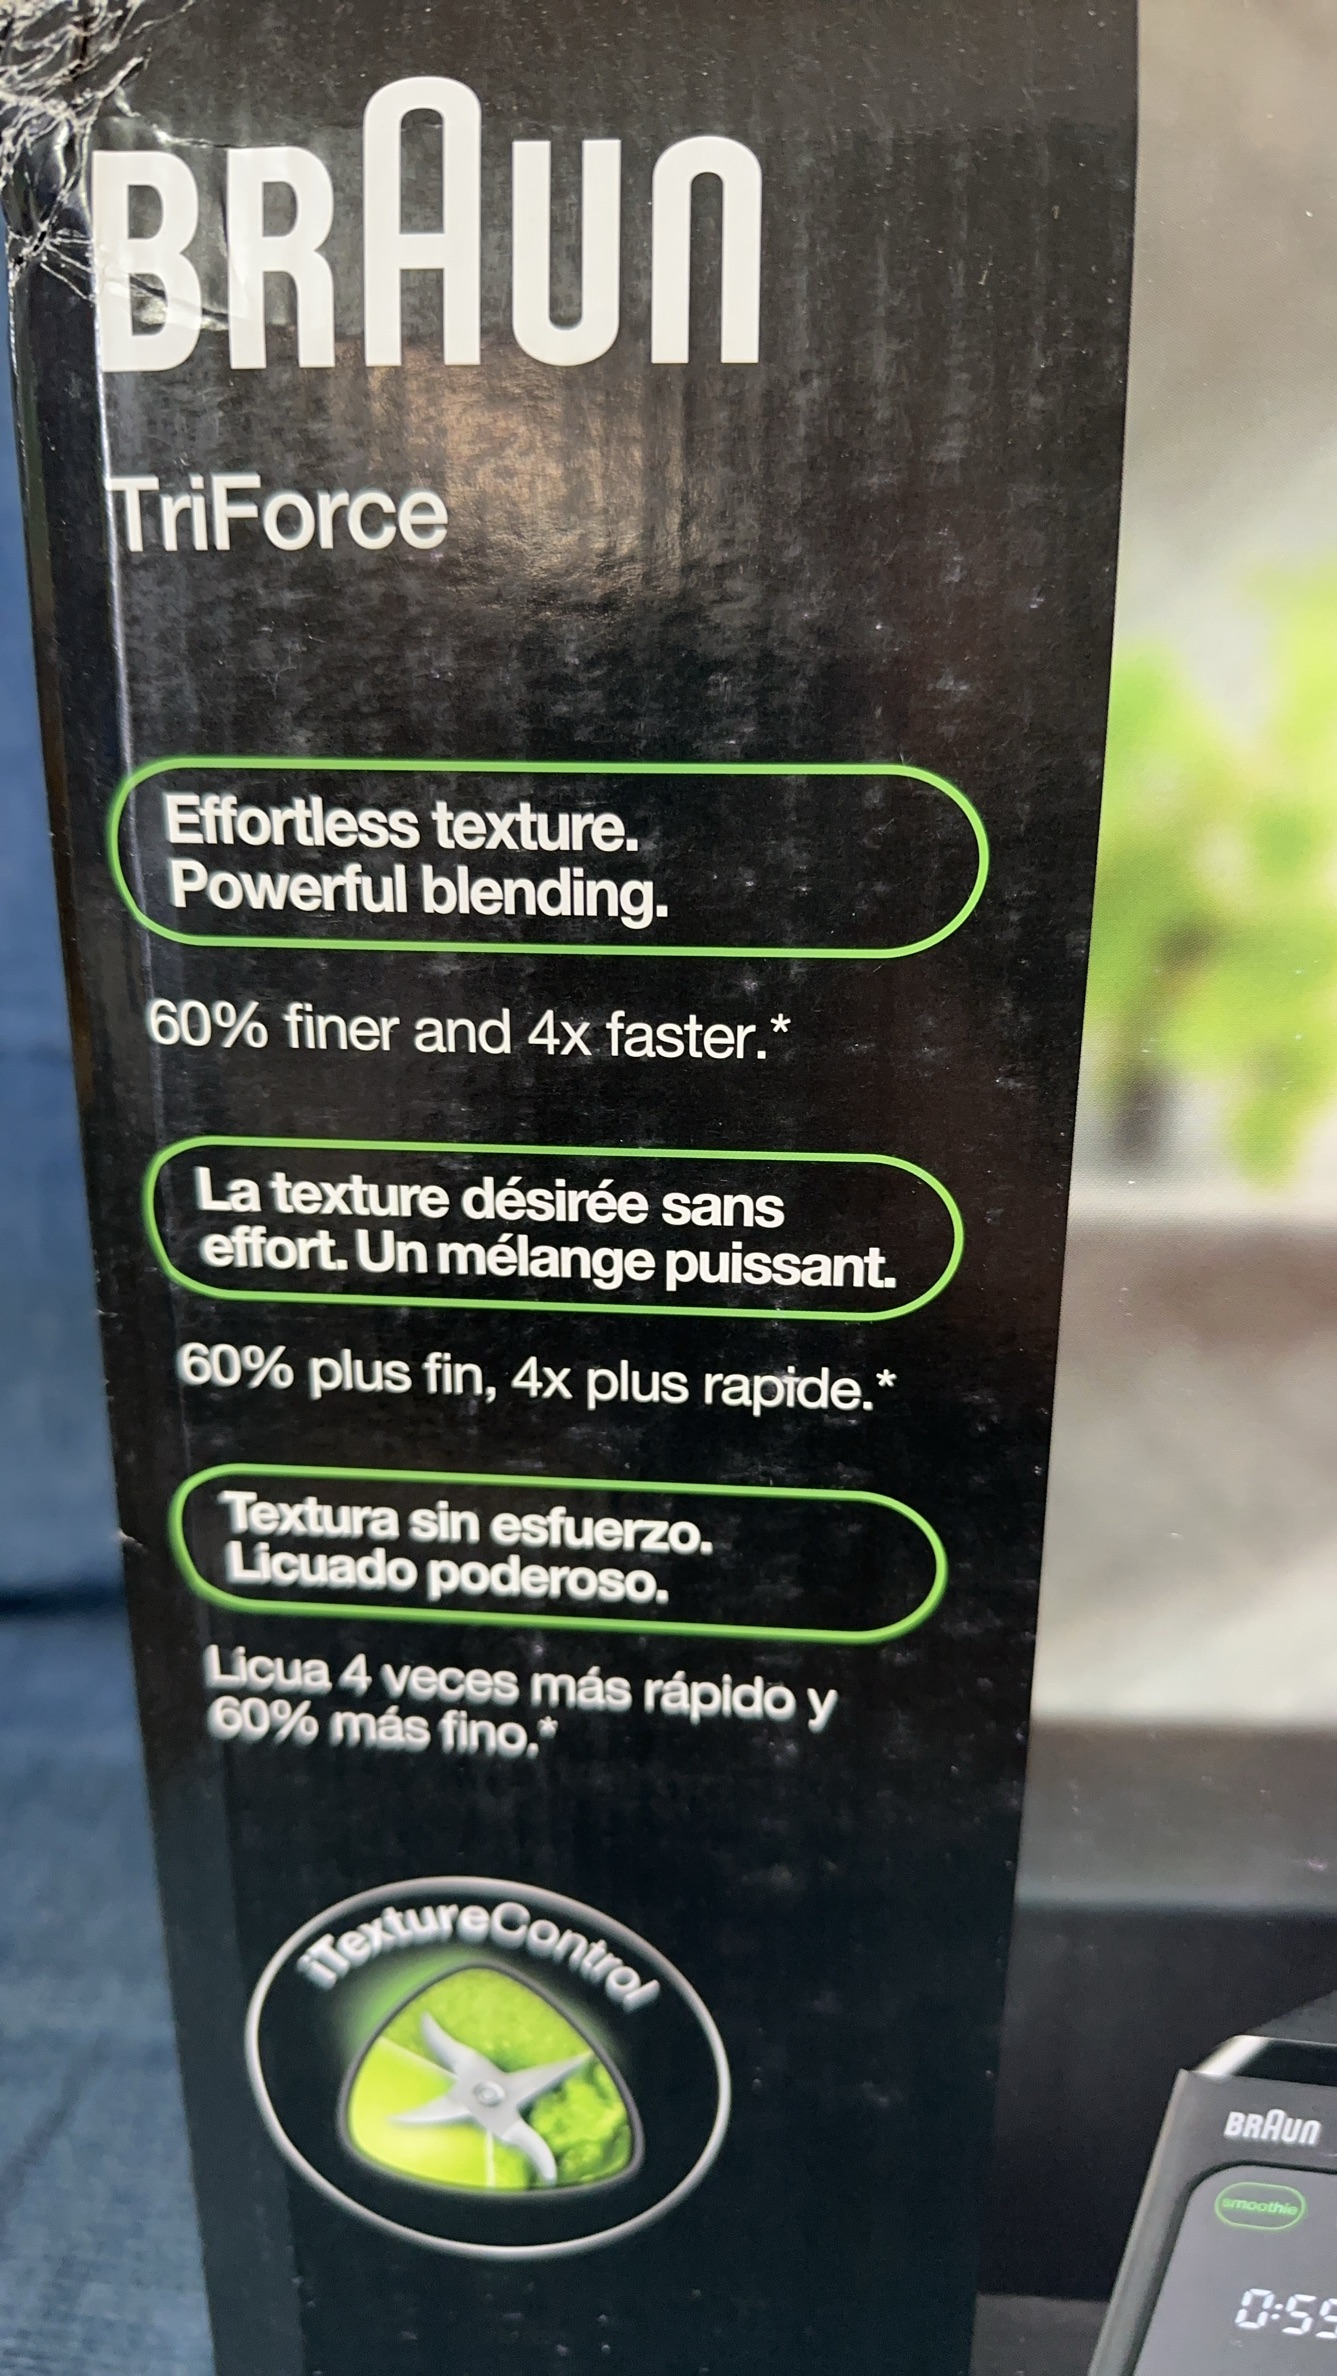 BRAUN
TriForce
Effortless texture.
Powerful blending.
60% finer and 4x faster.*
La texture désirée sans
effort. Un mélange puissant.
60% plus fin, 4x plus rapide.*
Textura sin esfuerzo.
Licuado poderoso.
Licua 4 veces más rápido y
60% más fino.*
iTextureControl
BRAUN
smoothie
0:59